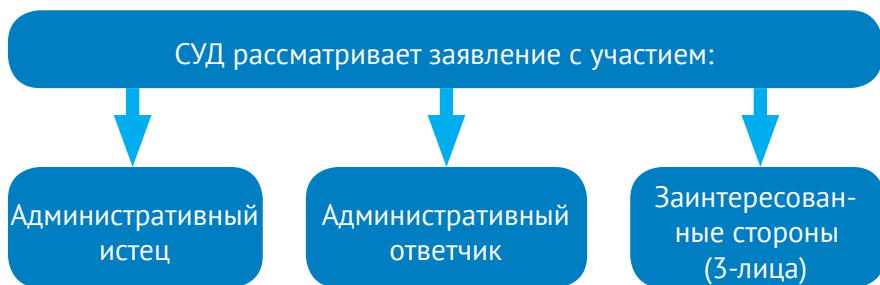 СУД рассматривает заявление с участием:
Административный
истец
Административный
ответчик
Заинтересован-
ные стороны
(3-лица)